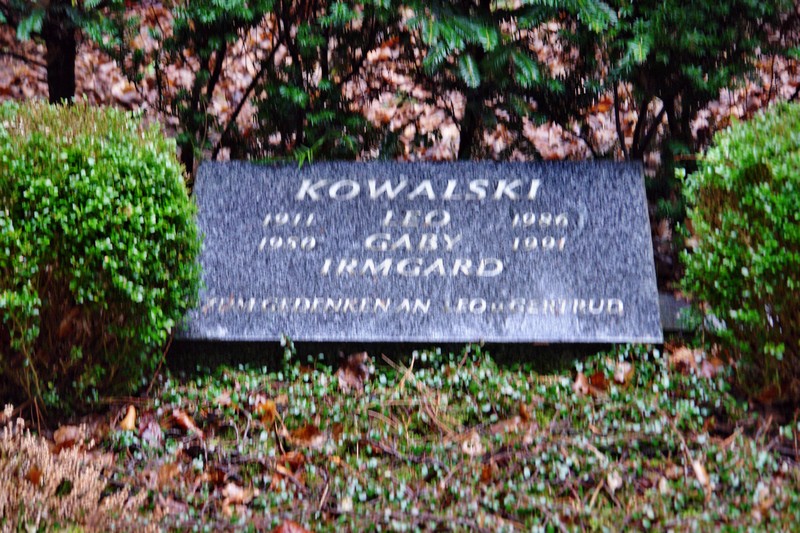 KOWALSKI
1911 LEO 1986
1950 GABY 1991
IRMGARD
ZUM GEDENKEN AN LEO U. GERTRUD